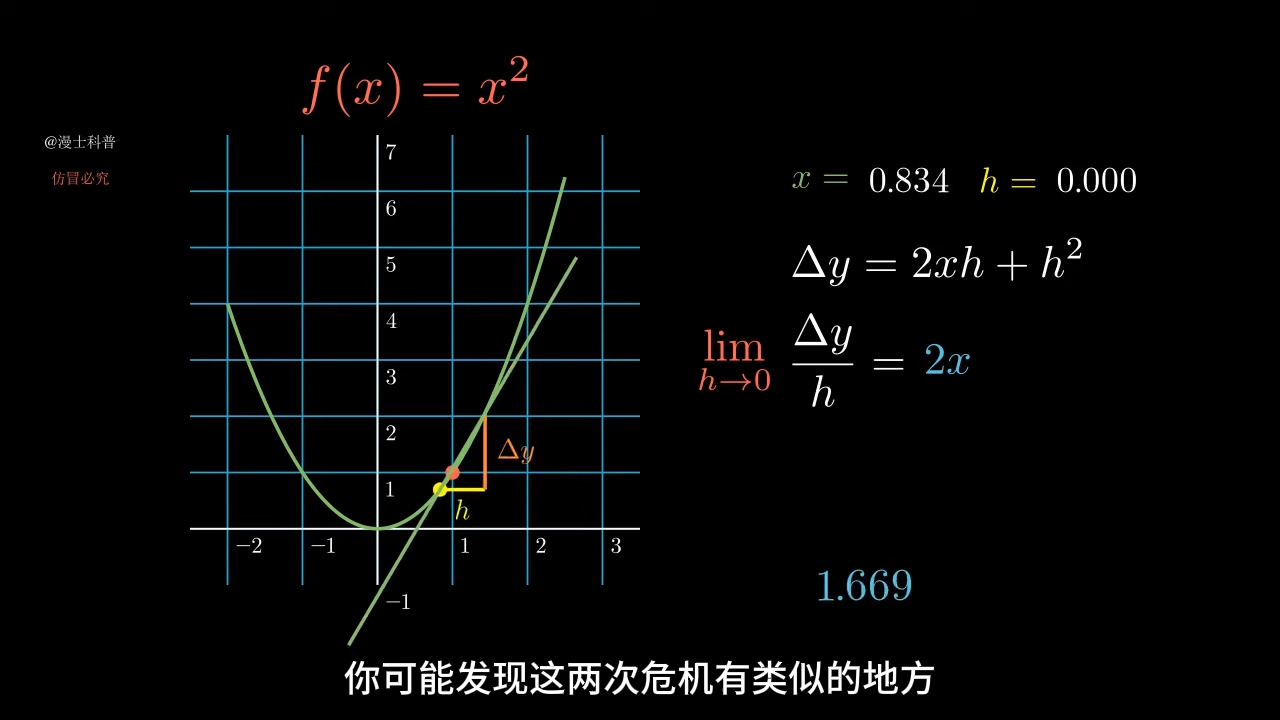 f(x) = x²
@漫士科普
仿冒必究
7
6
5
4
3
2
1
−1
−2 −1 1 2 3
Δy
h
x = 0.834 h = 0.000
Δy = 2xh + h²
lim h→0 Δy/h = 2x
1.669
你可能发现这两次危机有类似的地方